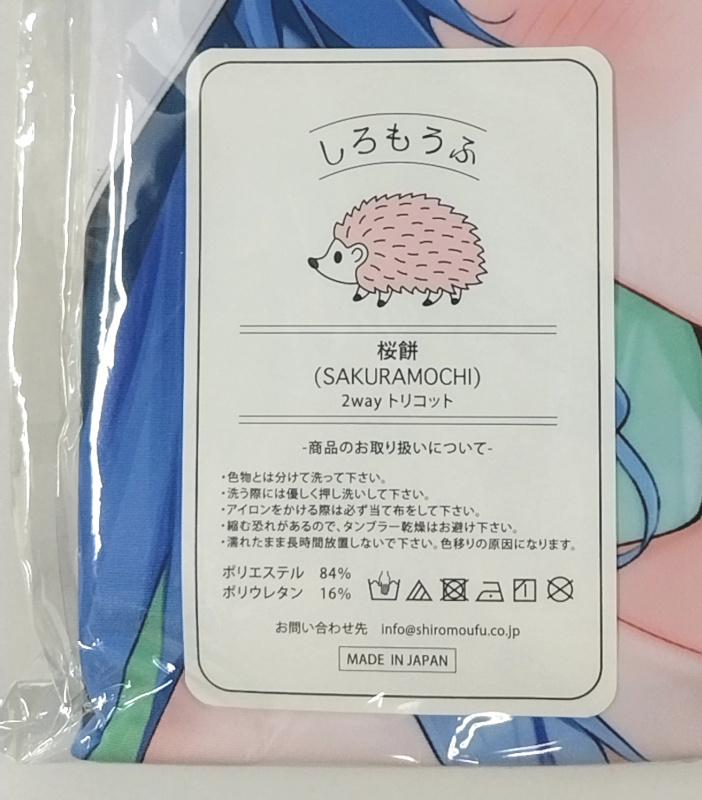 しろもうふ
桜餅
(SAKURAMOCHI)
2way トリコット
-商品のお取り扱いについて-
・色物とは分けて洗って下さい。
・洗う際には優しく押し洗いして下さい。
・アイロンをかける際は必ず当て布をして下さい。
・縮む恐れがあるので、タンブラー乾燥はお避け下さい。
・濡れたまま長時間放置しないで下さい。色移りの原因になります。
ポリエステル 84%
ポリウレタン 16%
お問い合わせ先 info@shiromoufu.co.jp
MADE IN JAPAN